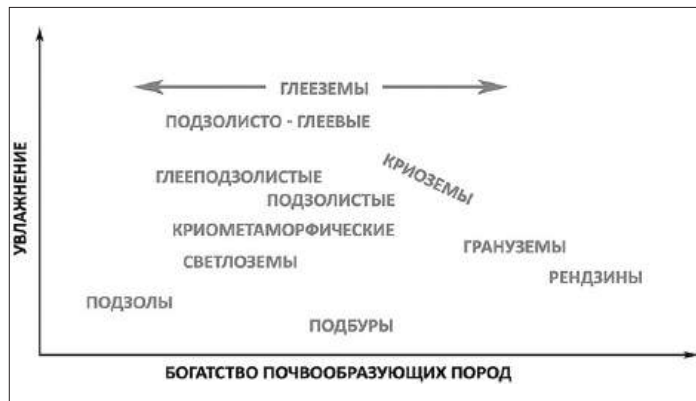 ГЛЕЕЗЕМЫ
ПОДЗОЛИСТО - ГЛЕЕВЫЕ
КРИОЗЕМЫ
ГЛЕЕПОДЗОЛИСТЫЕ
ПОДЗОЛИСТЫЕ
КРИОМЕТАМОРФИЧЕСКИЕ
ГРАНУЗЕМЫ
СВЕТЛОЗЕМЫ
РЕНДЗИНЫ
ПОДЗОЛЫ
ПОДБУРЫ
УВЛАЖНЕНИЕ
БОГАТСТВО ПОЧВООБРАЗУЮЩИХ ПОРОД